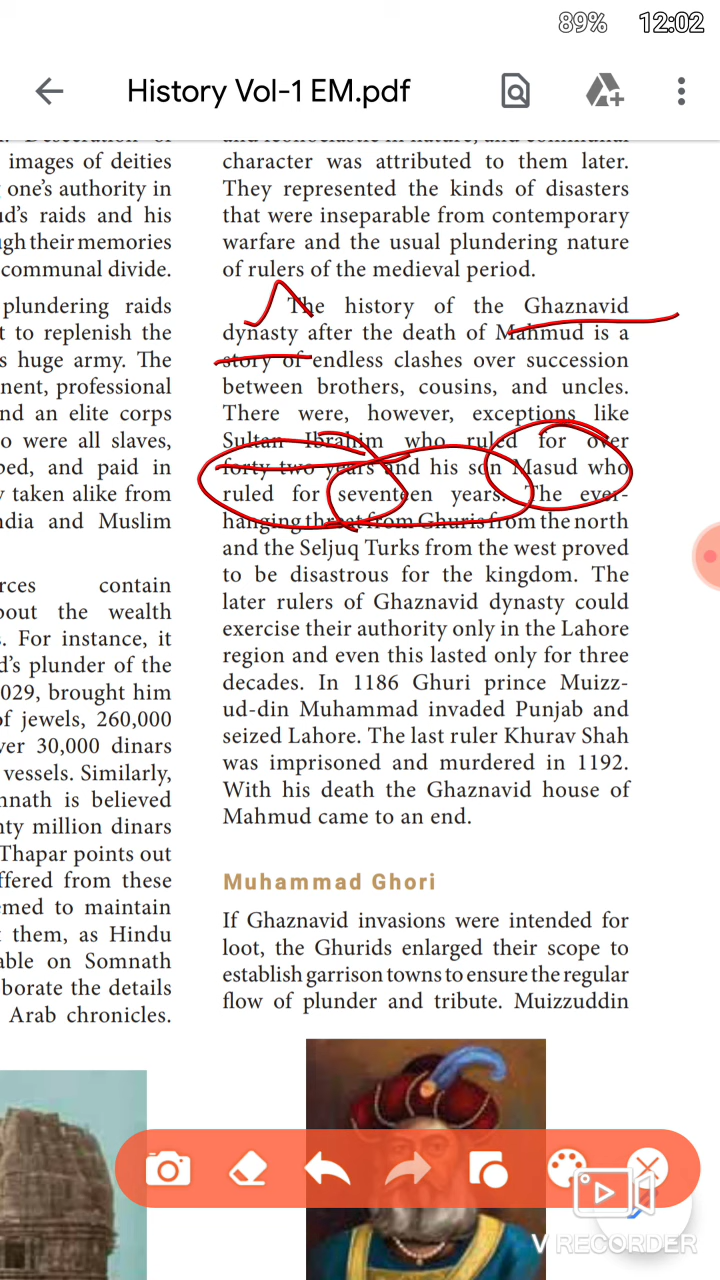 89% 12:02
History Vol-1 EM.pdf
images of deities
one's authority in
ud's raids and his
ugh their memories
communal divide.
plundering raids
t to replenish the
s huge army. The
nent, professional
nd an elite corps
o were all slaves,
ped, and paid in
y taken alike from
ndia and Muslim
rces contain
bout the wealth
s. For instance, it
d's plunder of the
029, brought him
of jewels, 260,000
ver 30,000 dinars
vessels. Similarly,
nnath is believed
nty million dinars
Thapar points out
ffered from these
emed to maintain
t them, as Hindu
able on Somnath
borate the details
Arab chronicles.
and iconoclastic in nature, and communal
character was attributed to them later.
They represented the kinds of disasters
that were inseparable from contemporary
warfare and the usual plundering nature
of rulers of the medieval period.
The history of the Ghaznavid
dynasty after the death of Mahmud is a
story of endless clashes over succession
between brothers, cousins, and uncles.
There were, however, exceptions like
Sultan Ibrahim who ruled for over
forty two years and his son Masud who
ruled for seventeen years. The ever-
hanging threat from Ghuris from the north
and the Seljuq Turks from the west proved
to be disastrous for the kingdom. The
later rulers of Ghaznavid dynasty could
exercise their authority only in the Lahore
region and even this lasted only for three
decades. In 1186 Ghuri prince Muizz-
ud-din Muhammad invaded Punjab and
seized Lahore. The last ruler Khurav Shah
was imprisoned and murdered in 1192.
With his death the Ghaznavid house of
Mahmud came to an end.
Muhammad Ghori
If Ghaznavid invasions were intended for
loot, the Ghurids enlarged their scope to
establish garrison towns to ensure the regular
flow of plunder and tribute. Muizzuddin
V RECORDER